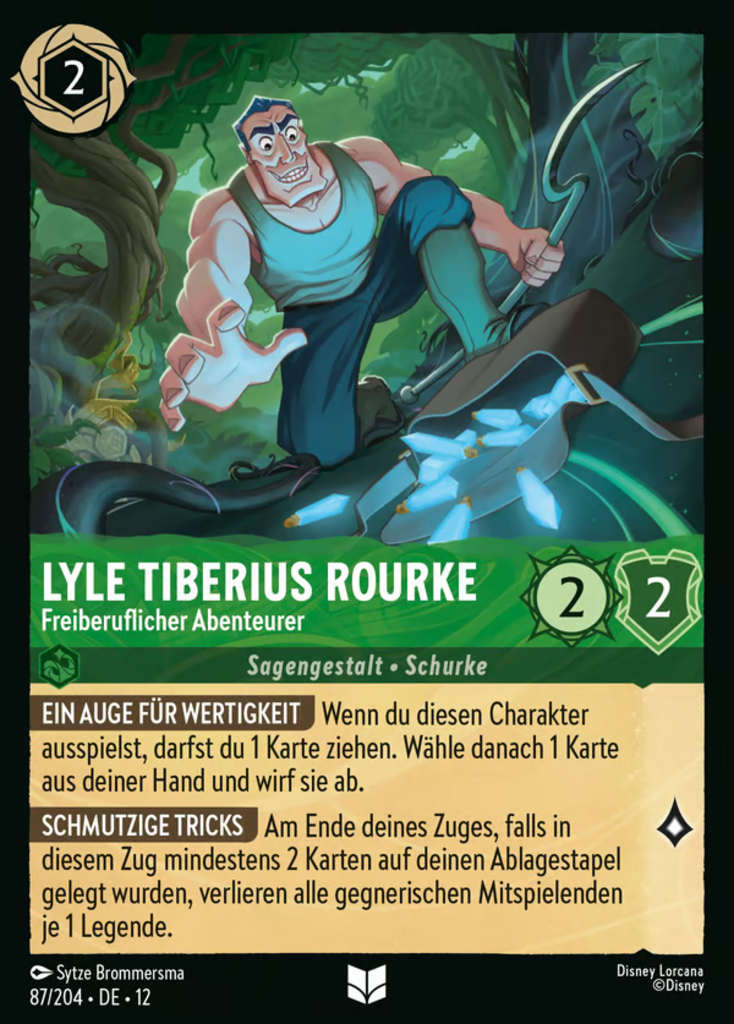 2
LYLE TIBERIUS ROURKE
Freiberuflicher Abenteurer
2
2
Sagengestalt • Schurke
EIN AUGE FÜR WERTIGKEIT Wenn du diesen Charakter
ausspielst, darfst du 1 Karte ziehen. Wähle danach 1 Karte
aus deiner Hand und wirf sie ab.
SCHMUTZIGE TRICKS Am Ende deines Zuges, falls in
diesem Zug mindestens 2 Karten auf deinen Ablagestapel
gelegt wurden, verlieren alle gegnerischen Mitspielenden
je 1 Legende.
Sytze Brommersma
87/204 • DE • 12
Disney Lorcana
©Disney